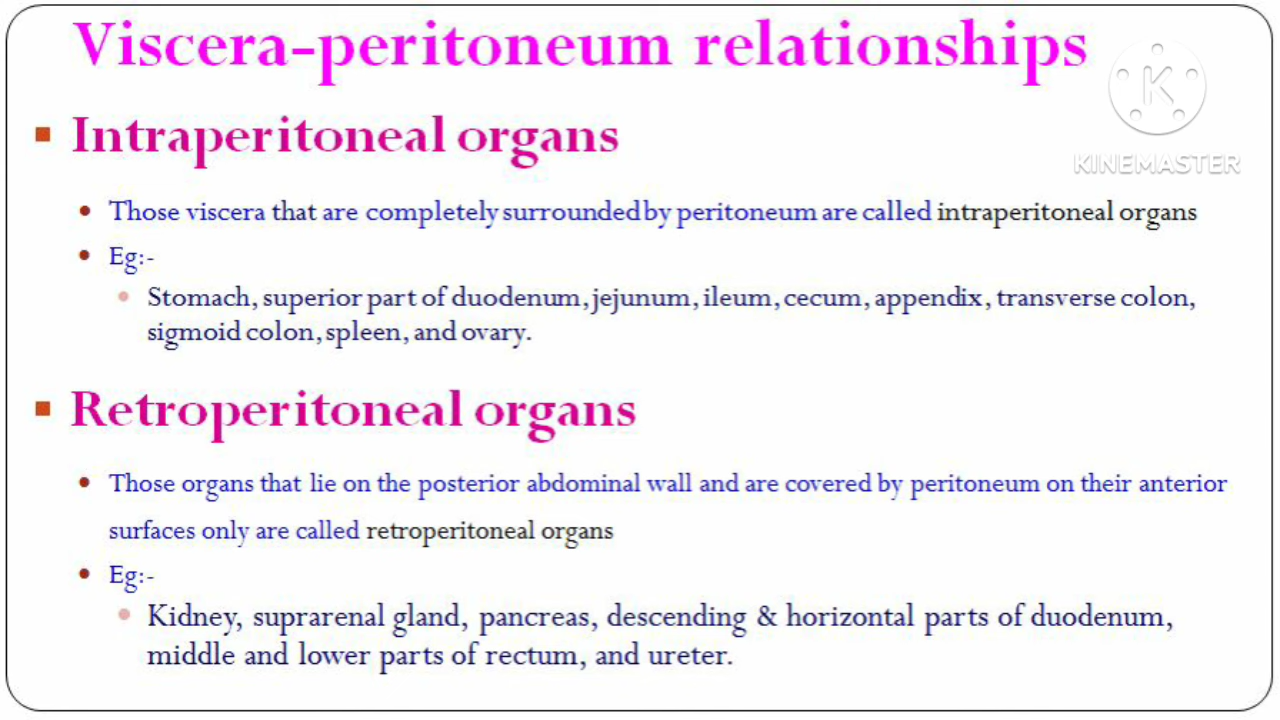 Viscera-peritoneum relationships
KINEMASTER
Intraperitoneal organs
Those viscera that are completely surrounded by peritoneum are called intraperitoneal organs
Eg:-
Stomach, superior part of duodenum, jejunum, ileum, cecum, appendix, transverse colon,
sigmoid colon, spleen, and ovary.
Retroperitoneal organs
Those organs that lie on the posterior abdominal wall and are covered by peritoneum on their anterior
surfaces only are called retroperitoneal organs
Eg:-
Kidney, suprarenal gland, pancreas, descending & horizontal parts of duodenum,
middle and lower parts of rectum, and ureter.